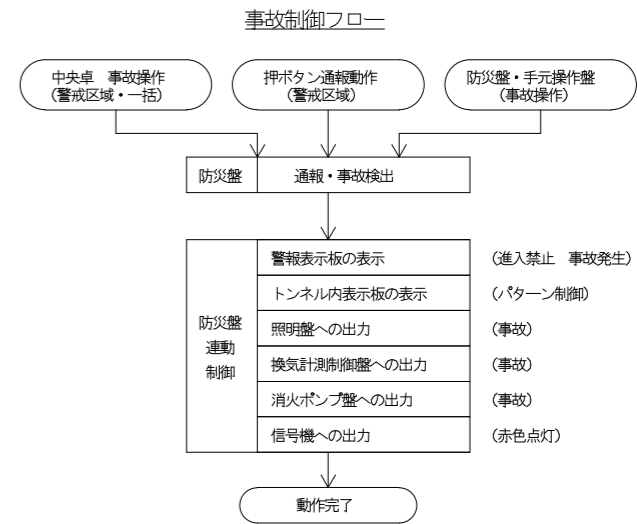 事故制御フロー
中央卓　事故操作
（警戒区域・一括）
押ボタン通報動作
（警戒区域）
防災盤・手元操作盤
（事故操作）
防災盤
通報・事故検出
防災盤
連動
制御
警報表示板の表示
（進入禁止　事故発生）
トンネル内表示板の表示
（パターン制御）
照明盤への出力
（事故）
換気計測制御盤への出力
（事故）
消火ポンプ盤への出力
（事故）
信号機への出力
（赤色点灯）
動作完了